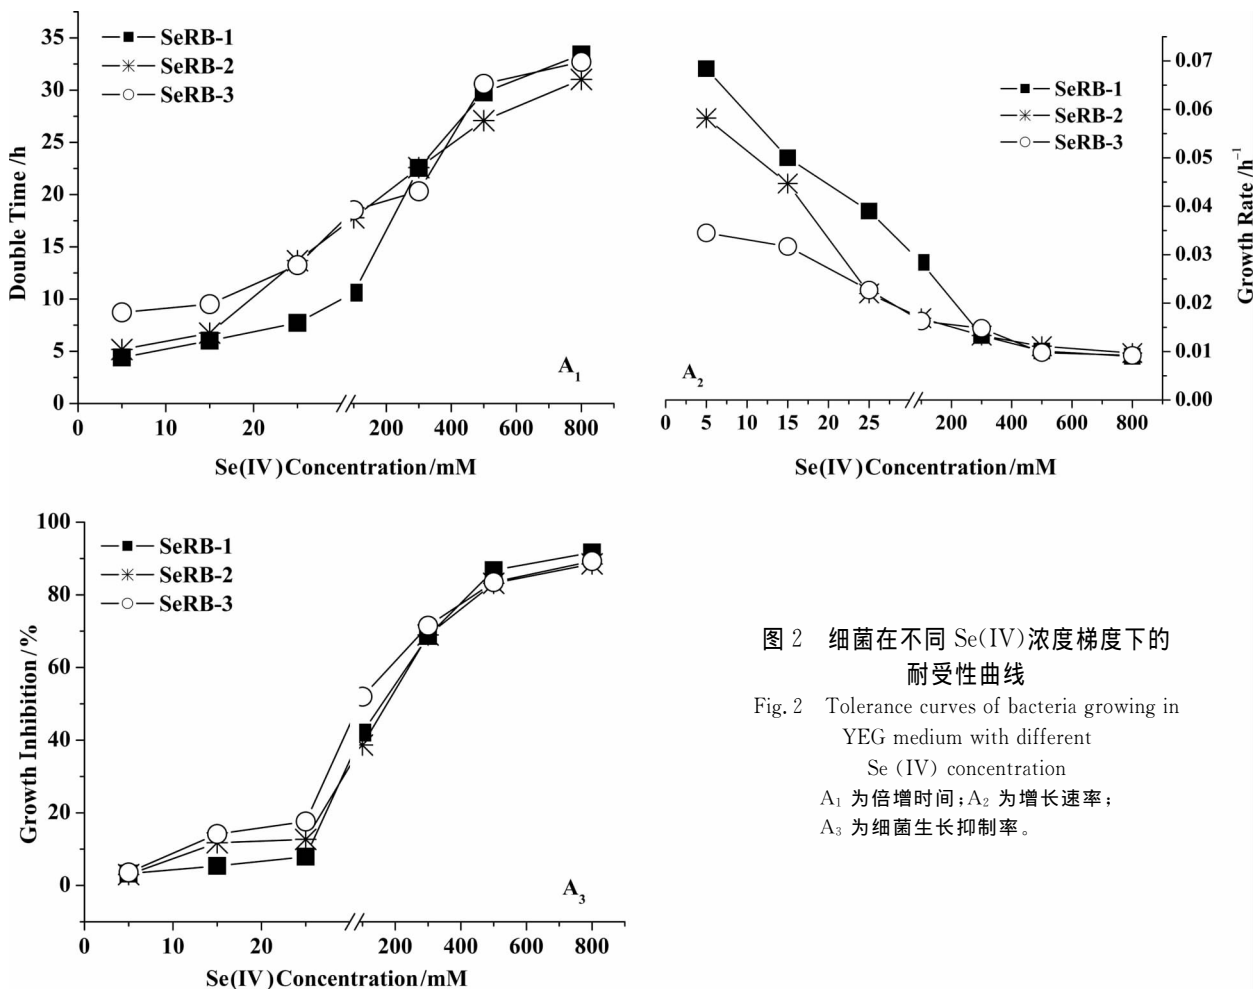 35
30
25
20
15
10
5
0
Double Time /h
SeRB-1
SeRB-2
SeRB-3
A1
0 10 20 200 400 600 800
Se(IV) Concentration /mM
SeRB-1
SeRB-2
SeRB-3
A2
0.07
0.06
0.05
0.04
0.03
0.02
0.01
0.00
Growth Rate /h-1
0 5 15 25 200 400 600 800
Se(IV) Concentration /mM
100
80
60
40
20
0
Growth Inhibition / %
SeRB-1
SeRB-2
SeRB-3
A3
0 10 20 200 400 600 800
Se(IV) Concentration /mM
图 2 细菌在不同 Se(IV)浓度梯度下的
耐受性曲线
Fig. 2 Tolerance curves of bacteria growing in
YEG medium with different
Se (IV) concentration
A1 为倍增时间;A2 为增长速率;
A3 为细菌生长抑制率。